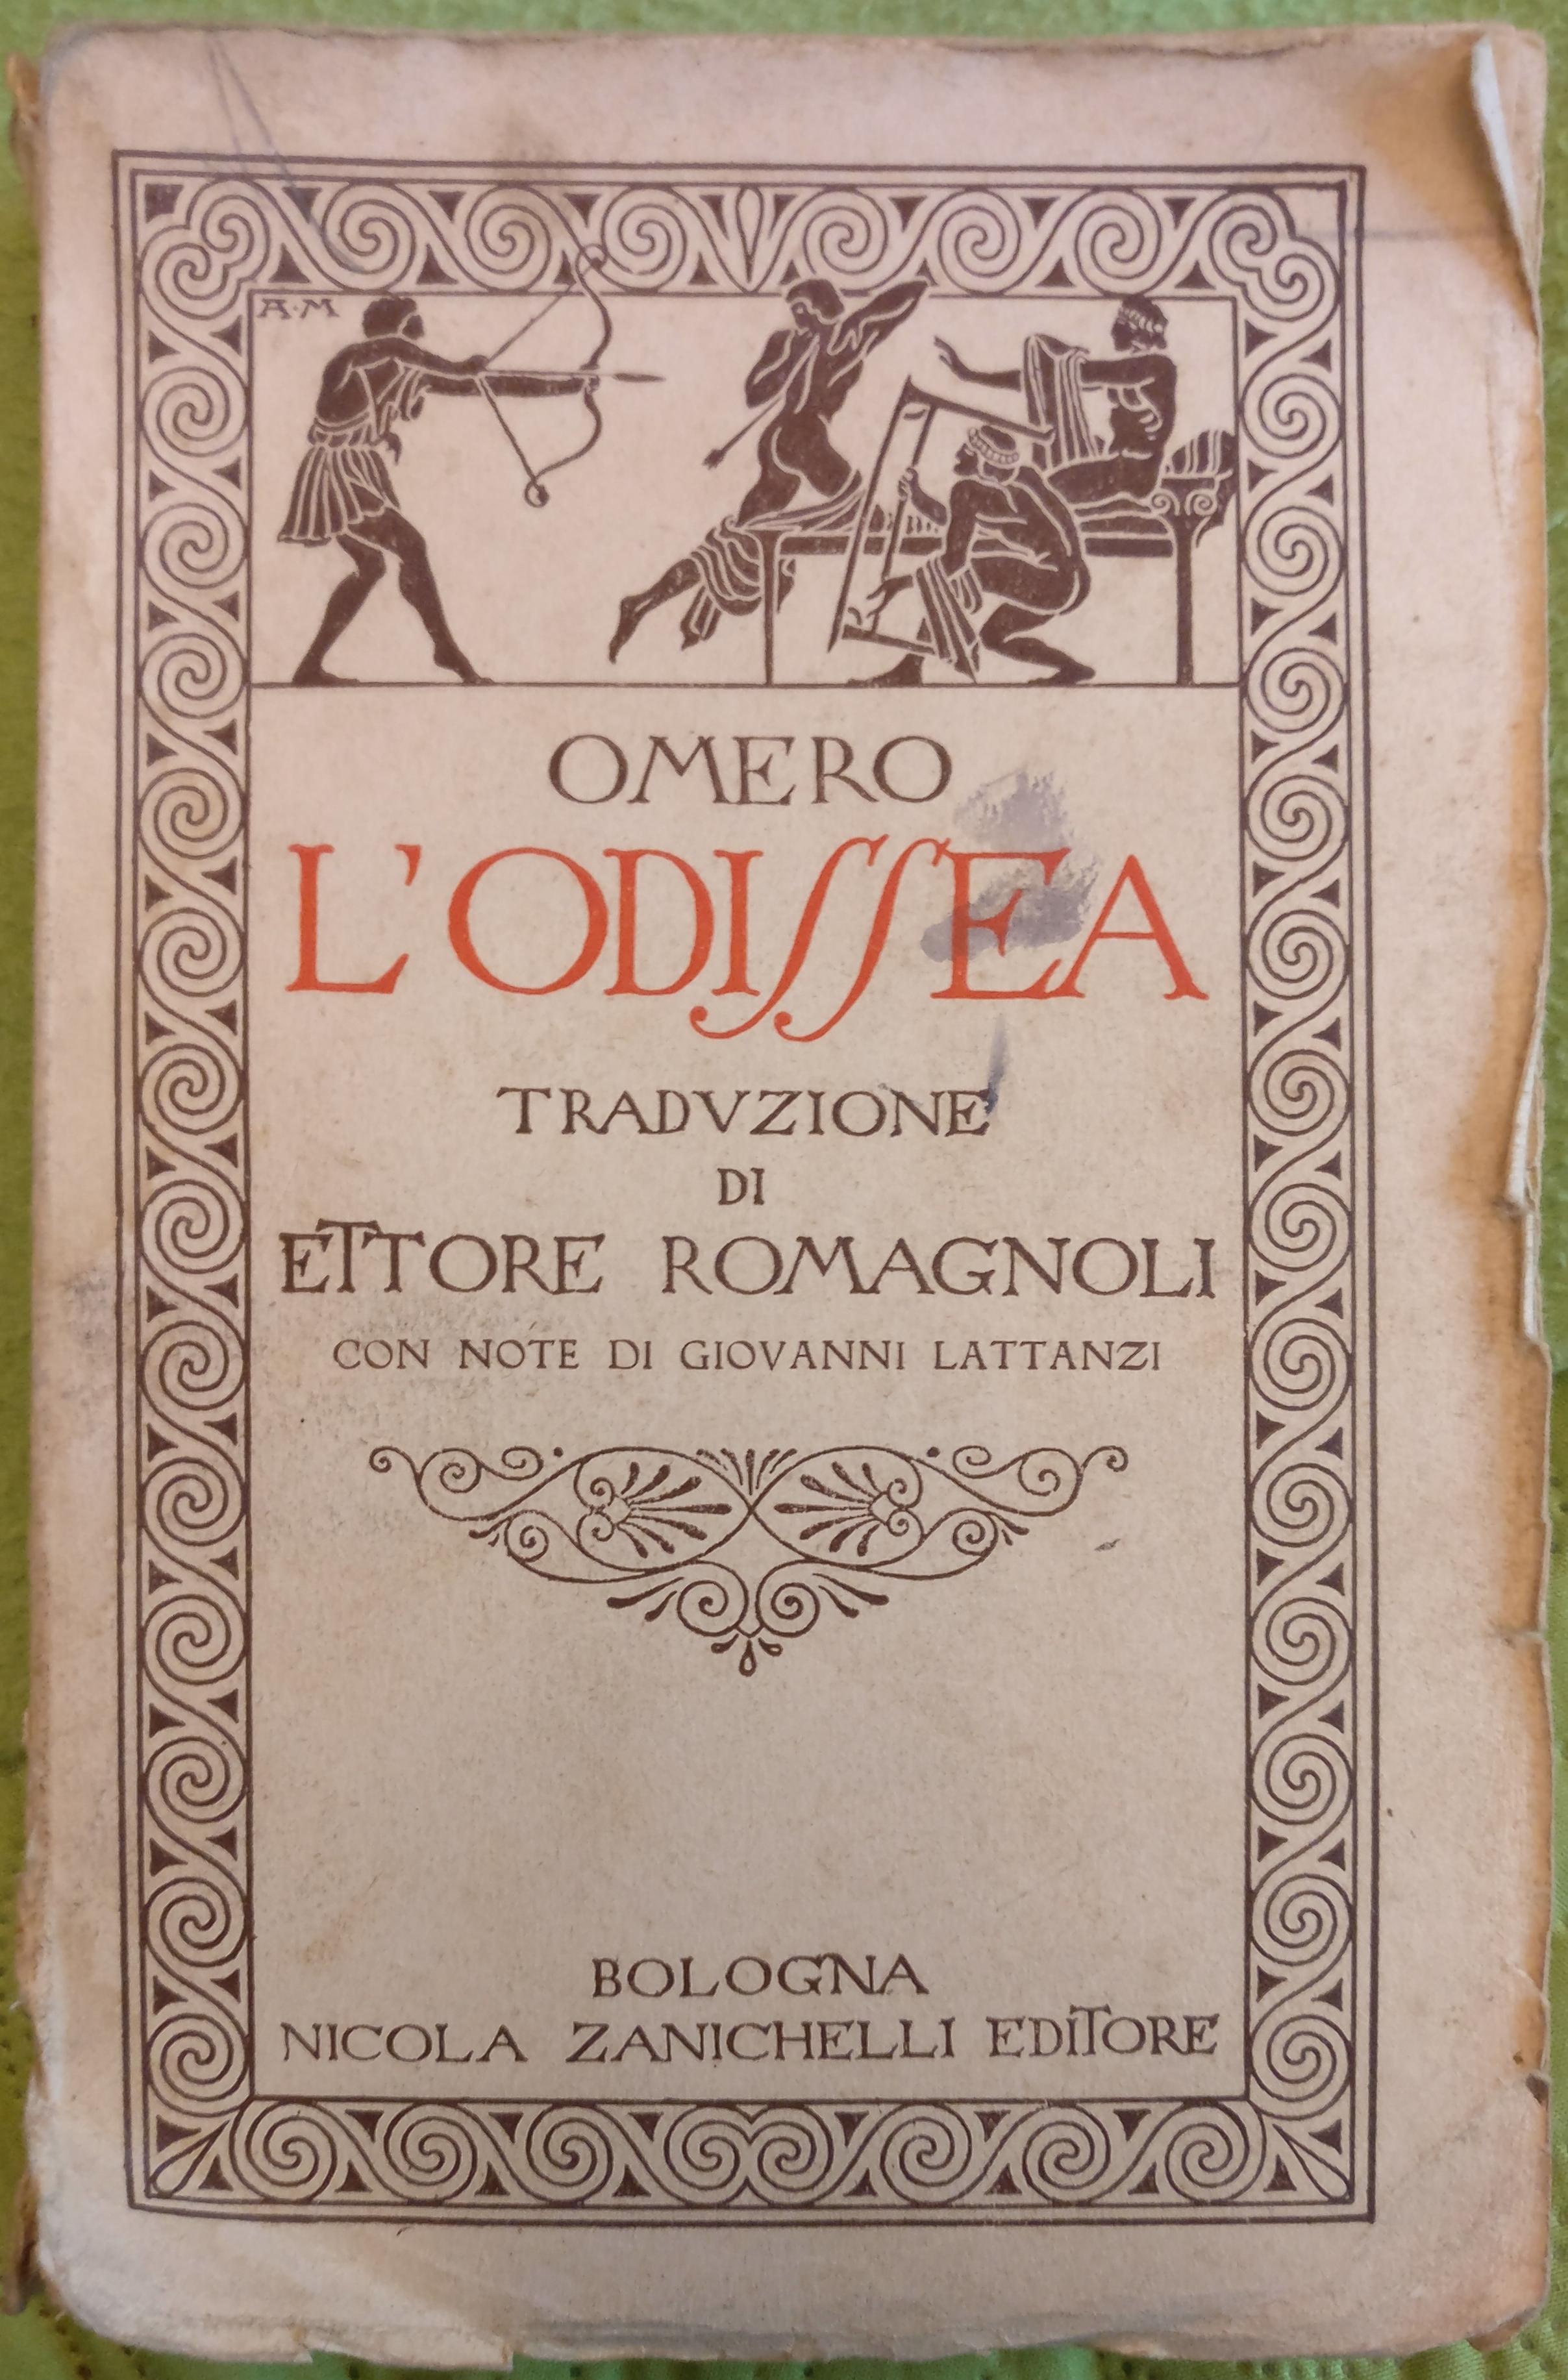 A·M
OMERO
L'ODISSEA
TRADVZIONE
DI
ETTORE ROMAGNOLI
CON NOTE DI GIOVANNI LATTANZI
BOLOGNA
NICOLA ZANICHELLI EDITORE